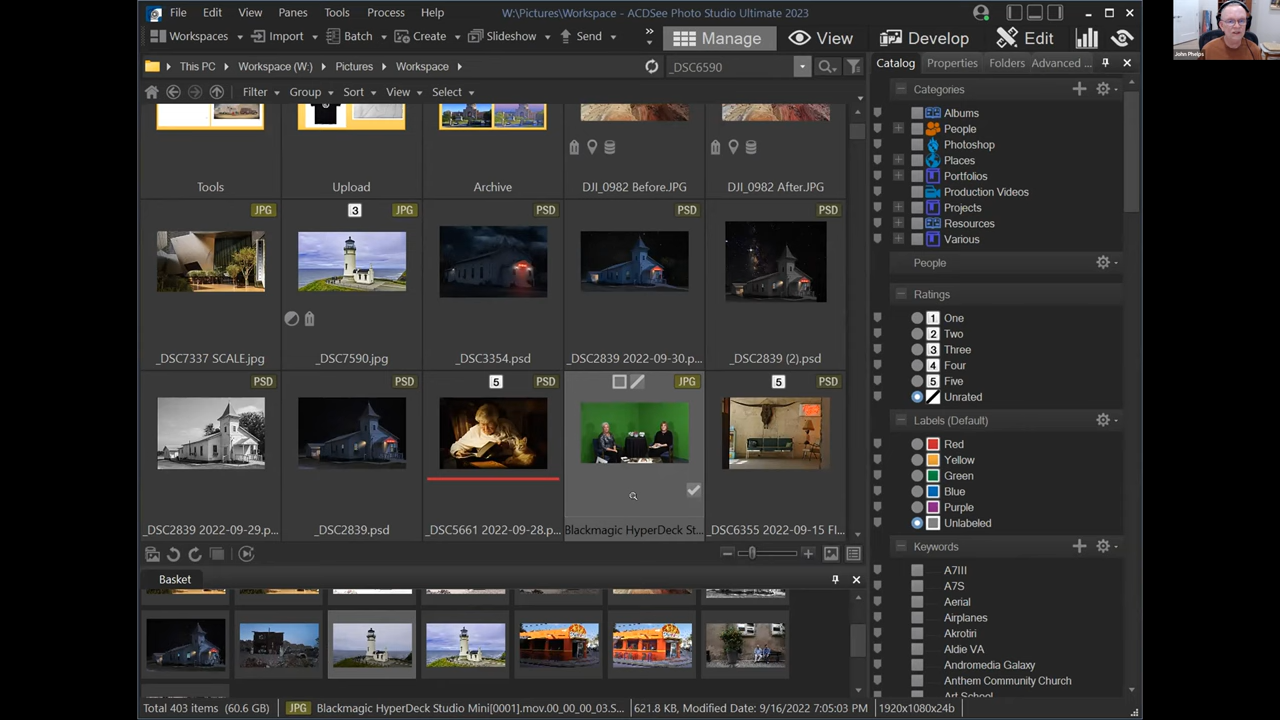 File Edit View Panes Tools Process Help W:\Pictures\Workspace - ACDSee Photo Studio Ultimate 2023
Workspaces Import Batch Create Slideshow Send Manage View Develop Edit
This PC Workspace (W:) Pictures Workspace _DSC6590
Filter Group Sort View Select
Tools Upload Archive DJI_0982 Before.JPG DJI_0982 After.JPG
JPG 3 JPG PSD PSD PSD
_DSC7337 SCALE.jpg _DSC7590.jpg _DSC3354.psd _DSC2839 2022-09-30.p... _DSC2839 (2).psd
PSD PSD 5 PSD JPG 5 PSD
_DSC2839 2022-09-29.p... _DSC2839.psd _DSC5661 2022-09-28.p... Blackmagic HyperDeck St... _DSC6355 2022-09-15 Fl...
Basket
Total 403 items (60.6 GB) JPG Blackmagic HyperDeck Studio Mini[0001].mov.00_00_00_03.S... 621.8 KB, Modified Date: 9/16/2022 7:05:03 PM 1920x1080x24b
Catalog Properties Folders Advanced ...
Categories
Albums
People
Photoshop
Places
Portfolios
Production Videos
Projects
Resources
Various
People
Ratings
1 One
2 Two
3 Three
4 Four
5 Five
Unrated
Labels (Default)
Red
Yellow
Green
Blue
Purple
Unlabeled
Keywords
A7III
A7S
Aerial
Airplanes
Akrotiri
Aldie VA
Andromedia Galaxy
Anthem Community Church
Art School
John Phelps